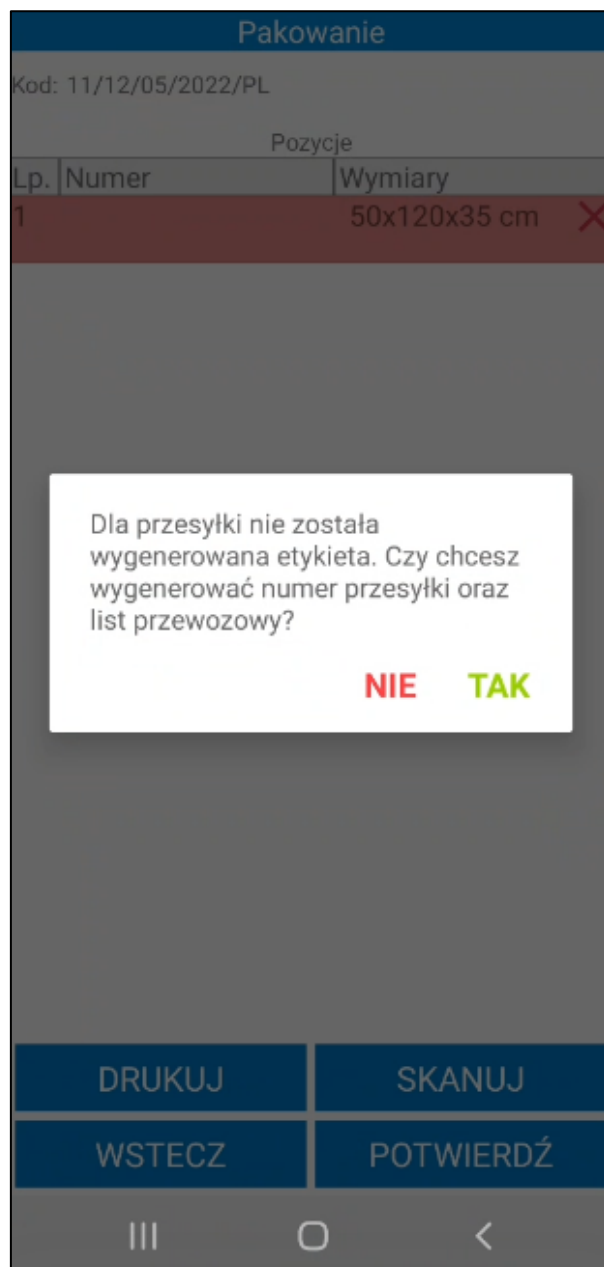 Pakowanie
Kod: 11/12/05/2022/PL
Pozycje
Lp. Numer Wymiary
1 50x120x35 cm
Dla przesyłki nie została
wygenerowana etykieta. Czy chcesz
wygenerować numer przesyłki oraz
list przewozowy?
NIE TAK
DRUKUJ SKANUJ
WSTECZ POTWIERDŹ